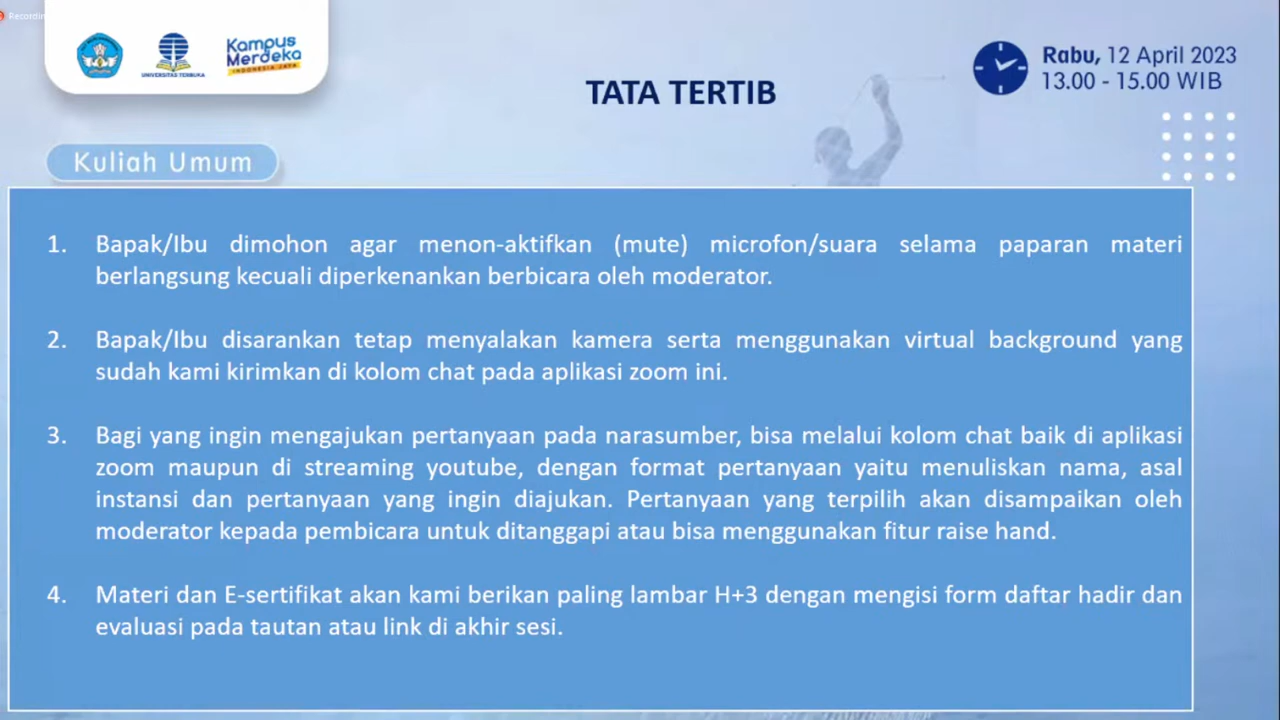 Recordin
UNIVERSITAS TERBUKA
Kampus
Merdeka
INDONESIA JAYA
TATA TERTIB
Rabu, 12 April 2023
13.00 - 15.00 WIB
Kuliah Umum
1. Bapak/Ibu dimohon agar menon-aktifkan (mute) microfon/suara selama paparan materi
berlangsung kecuali diperkenankan berbicara oleh moderator.
2. Bapak/Ibu disarankan tetap menyalakan kamera serta menggunakan virtual background yang
sudah kami kirimkan di kolom chat pada aplikasi zoom ini.
3. Bagi yang ingin mengajukan pertanyaan pada narasumber, bisa melalui kolom chat baik di aplikasi
zoom maupun di streaming youtube, dengan format pertanyaan yaitu menuliskan nama, asal
instansi dan pertanyaan yang ingin diajukan. Pertanyaan yang terpilih akan disampaikan oleh
moderator kepada pembicara untuk ditanggapi atau bisa menggunakan fitur raise hand.
4. Materi dan E-sertifikat akan kami berikan paling lambar H+3 dengan mengisi form daftar hadir dan
evaluasi pada tautan atau link di akhir sesi.